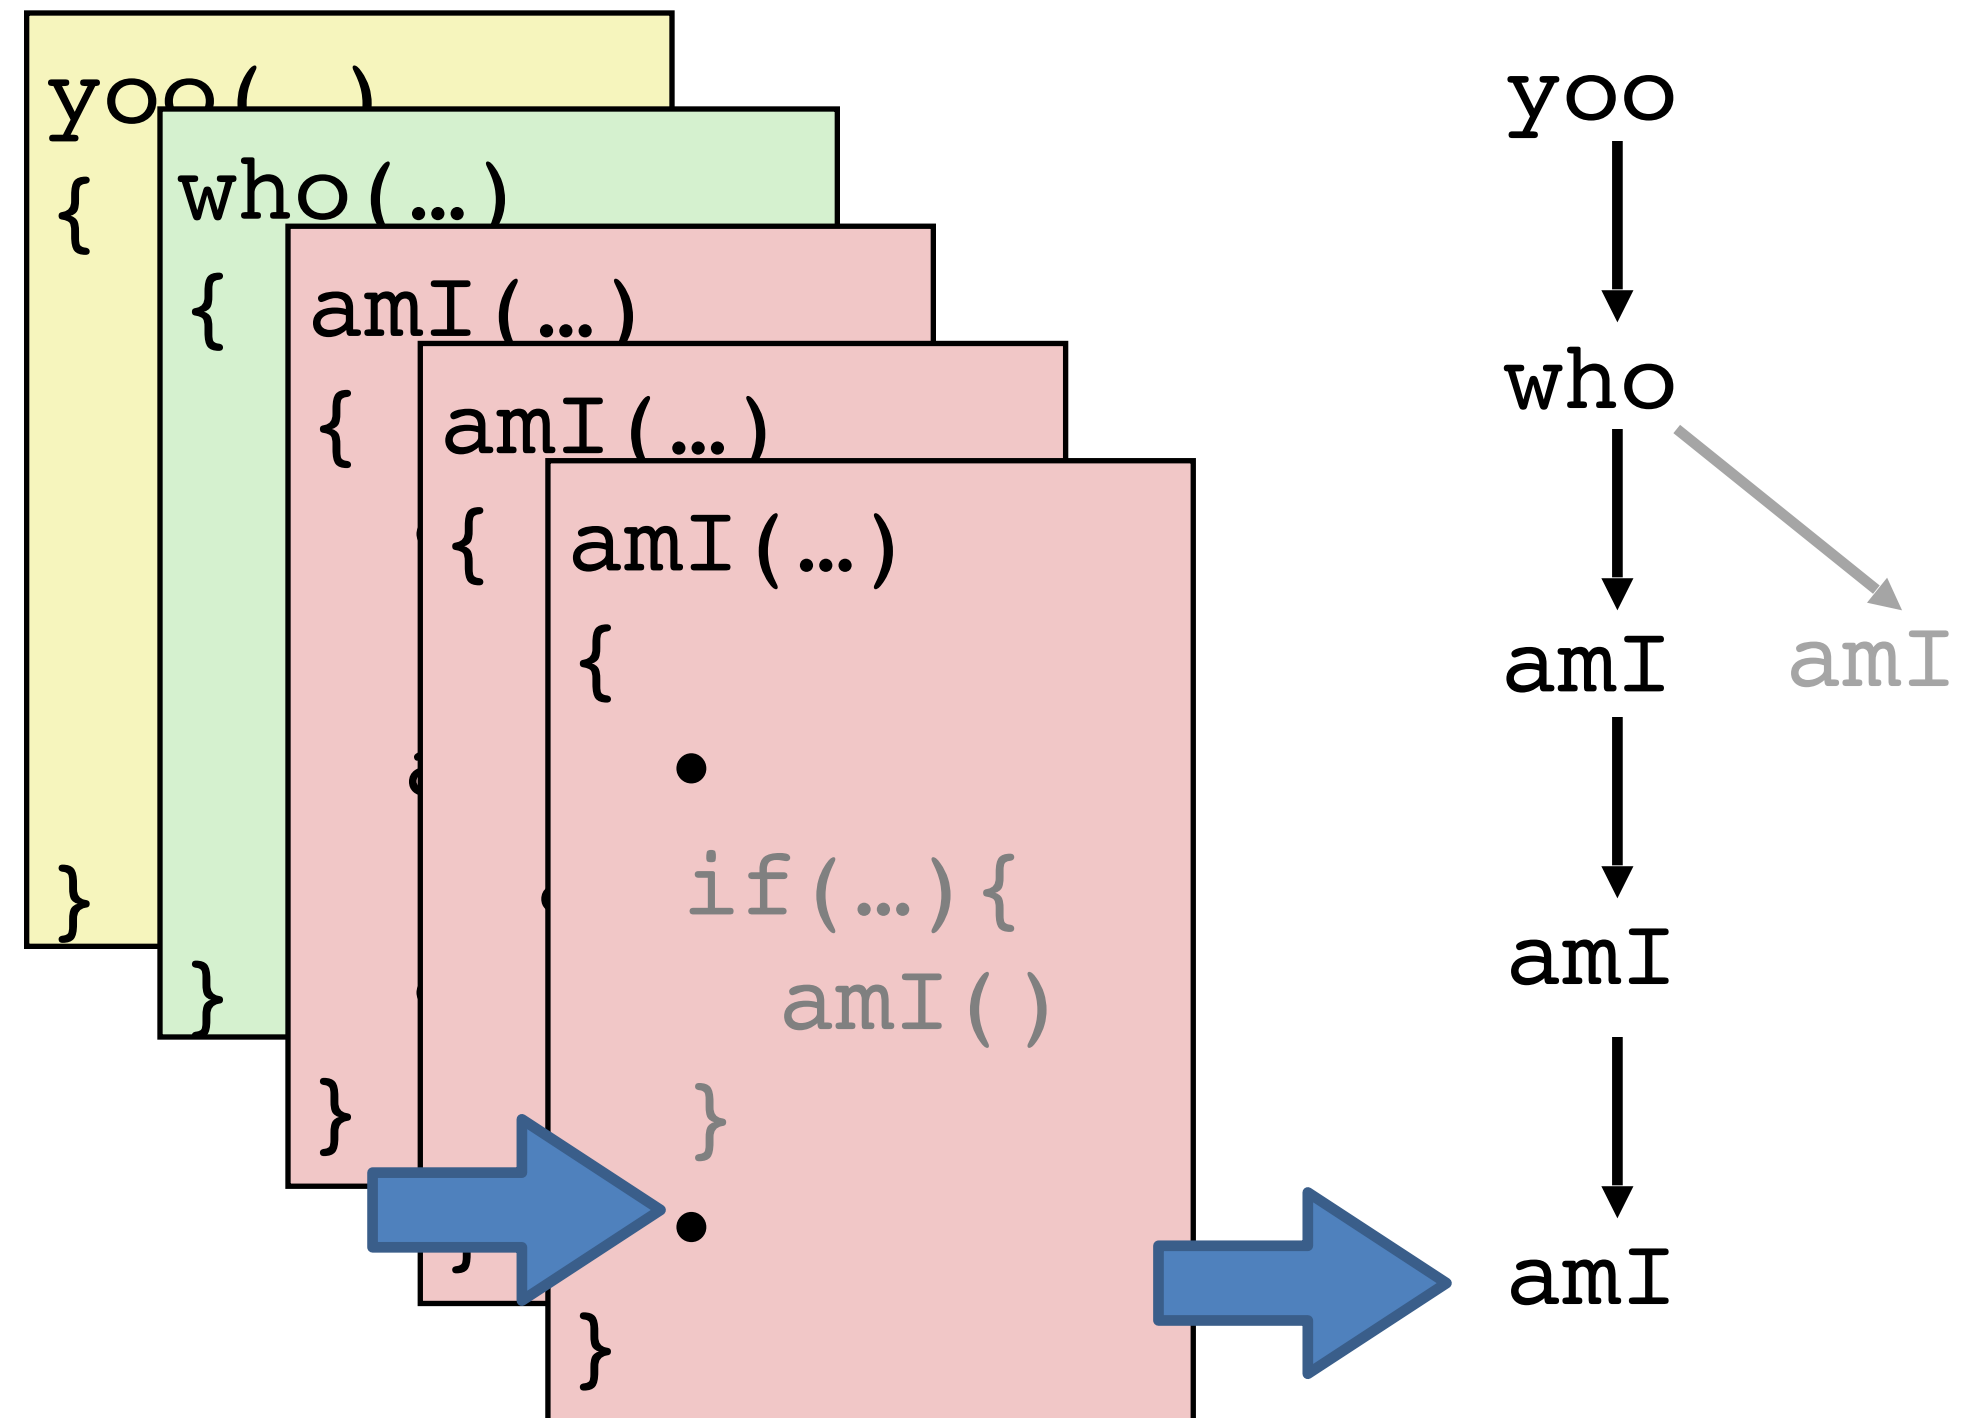 yoo(
{
}
who(…)
{
}
amI(…)
{
}
amI(…)
{
}
amI(…)
{
•
if(…){
amI()
}
•
}
yoo
who
amI amI
amI
amI